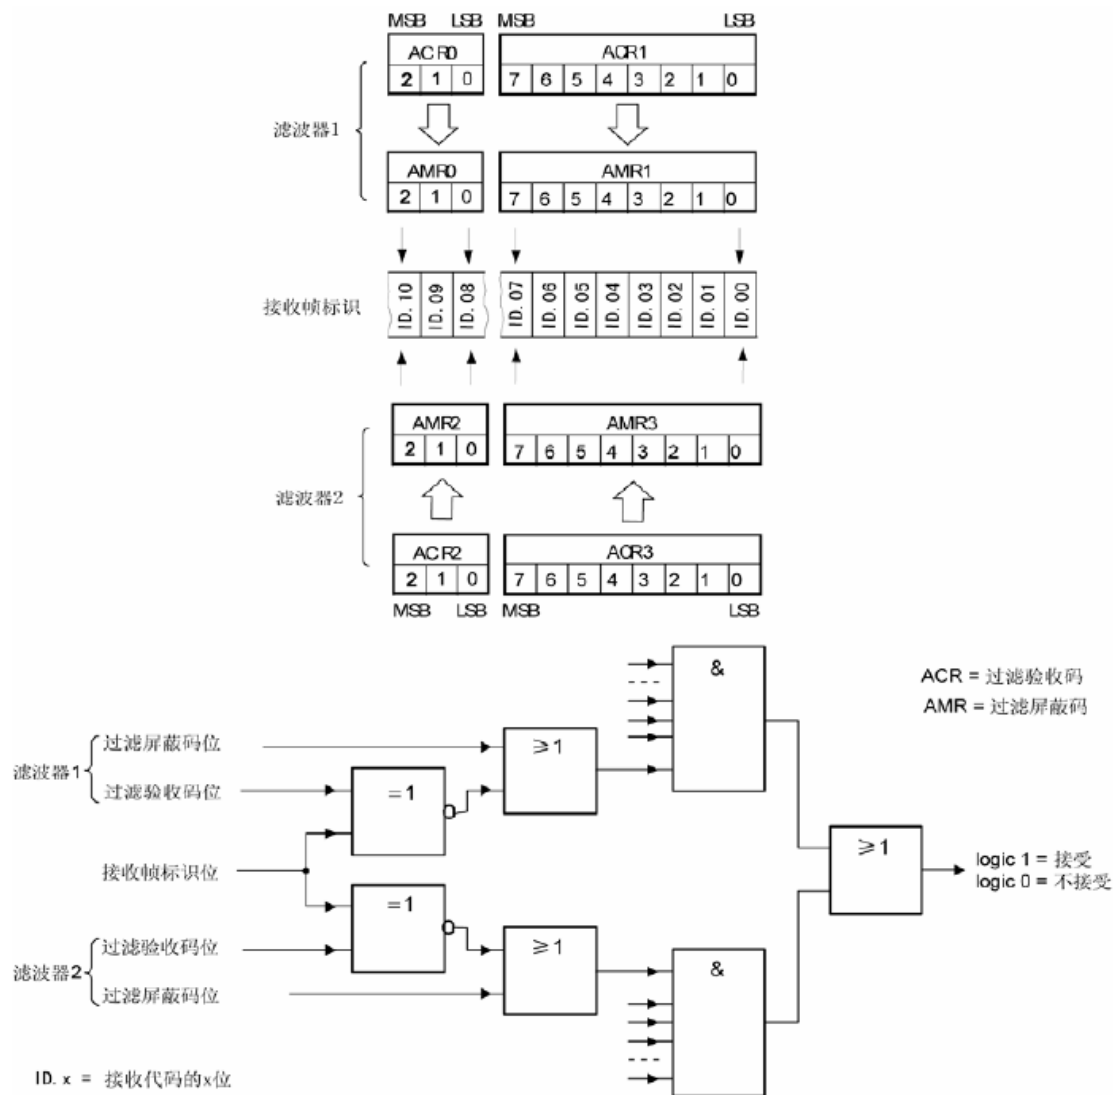 MSB LSB MSB LSB
ACR0 ACR1
2 1 0 7 6 5 4 3 2 1 0
滤波器1
AMR0 AMR1
2 1 0 7 6 5 4 3 2 1 0
接收帧标识 ID. 10 ID. 09 ID. 08 ID. 07 ID. 06 ID. 05 ID. 04 ID. 03 ID. 02 ID. 01 ID. 00
AMR2 AMR3
2 1 0 7 6 5 4 3 2 1 0
滤波器2
ACR2 ACR3
2 1 0 7 6 5 4 3 2 1 0
MSB LSB MSB LSB
&
ACR = 过滤验收码
AMR = 过滤屏蔽码
过滤屏蔽码位
≥1
滤波器1
过滤验收码位
=1
≥1
接收帧标识位
logic 1 = 接受
logic 0 = 不接受
=1
过滤验收码位
≥1
滤波器2
&
过滤屏蔽码位
ID. x = 接收代码的x位